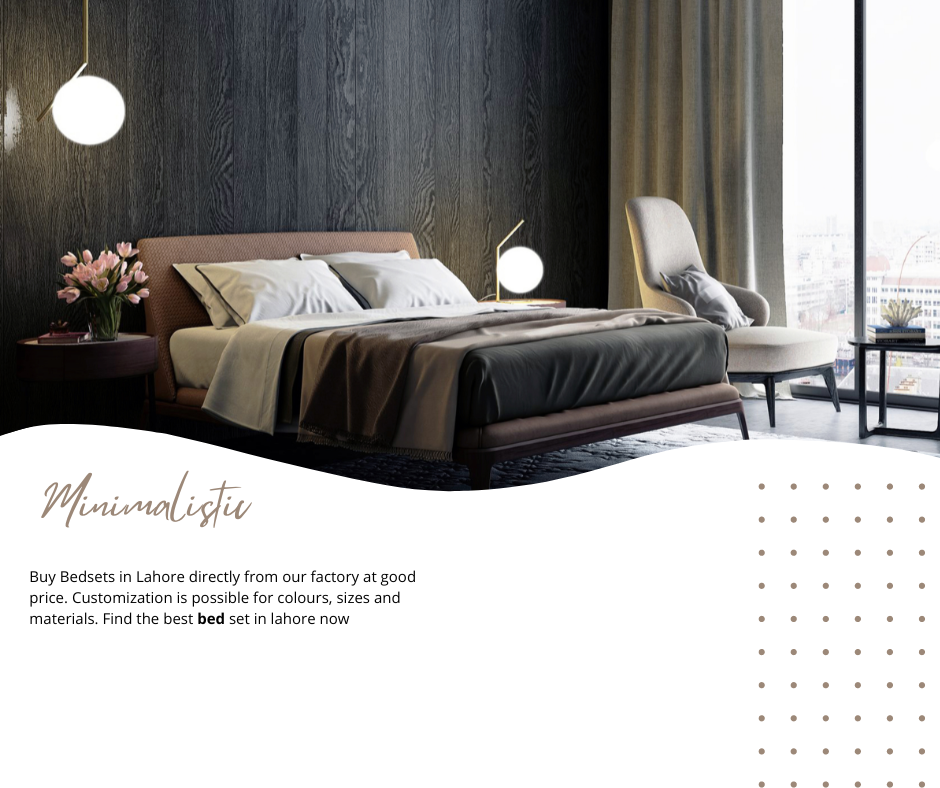 Minimalistic
Buy Bedsets in Lahore directly from our factory at good
price. Customization is possible for colours, sizes and
materials. Find the best bed set in lahore now